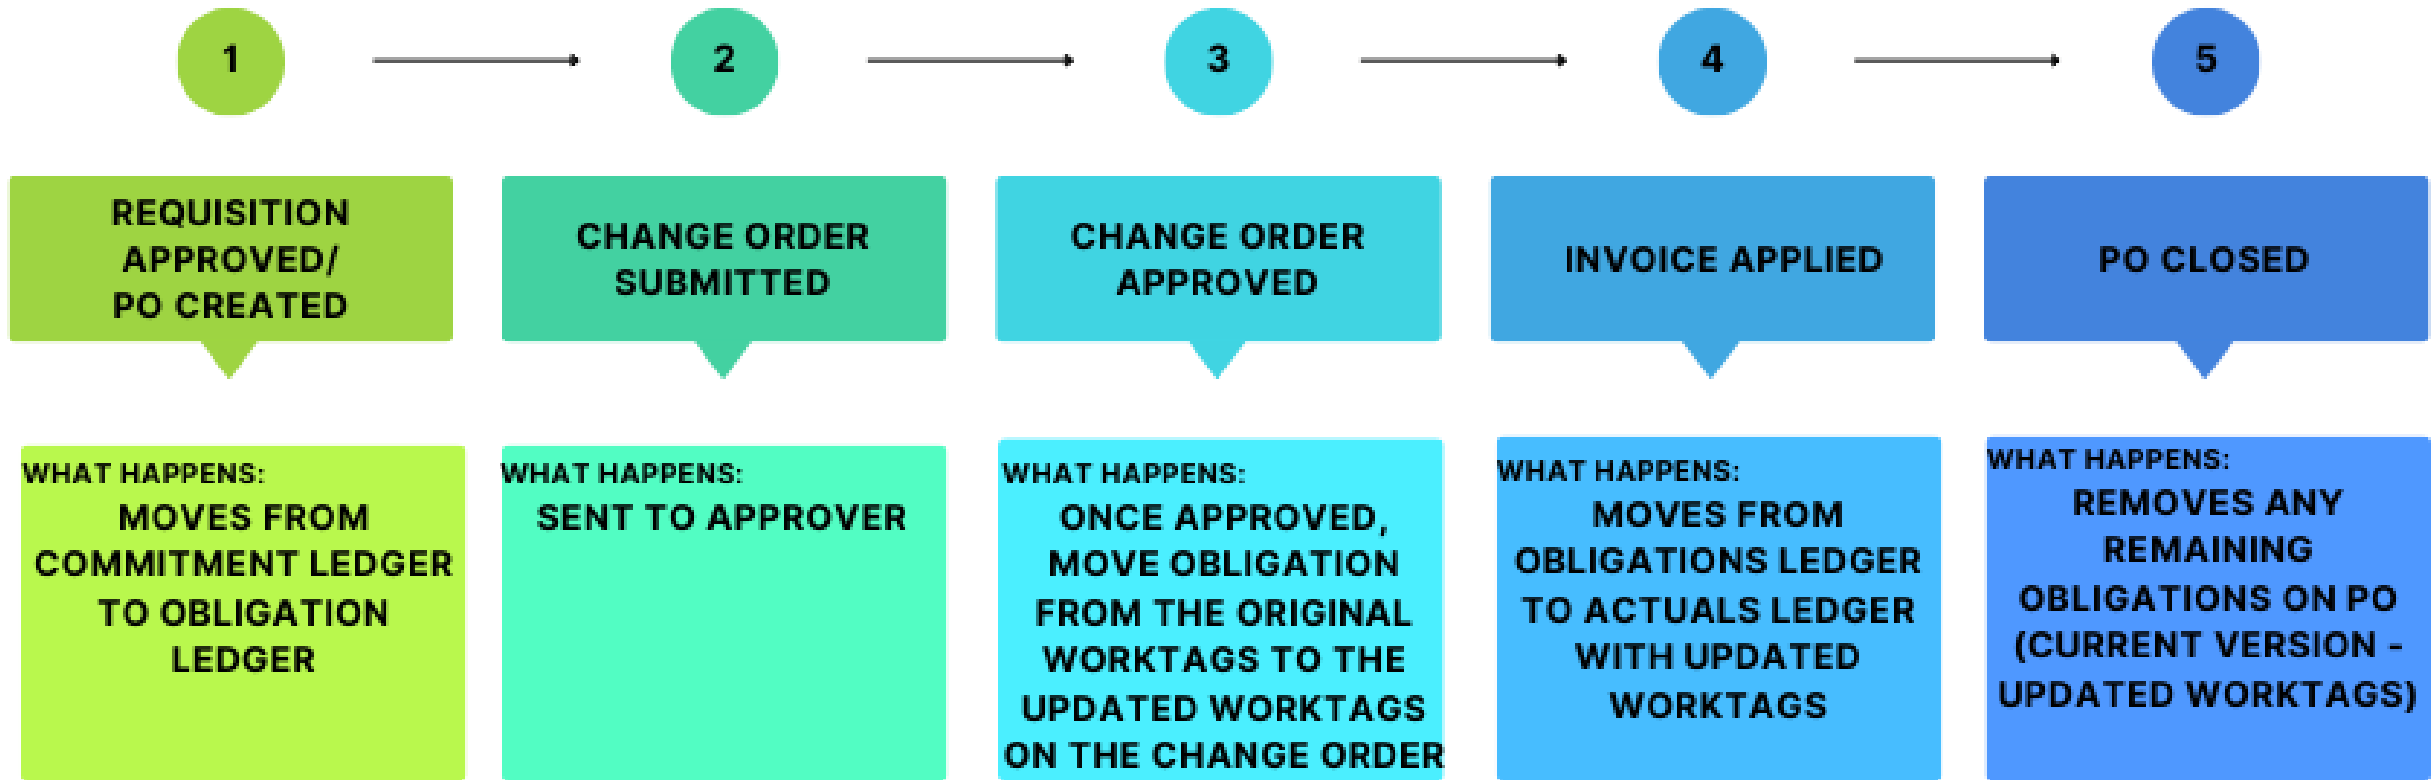 1
2
3
4
5
REQUISITION
APPROVED/
PO CREATED
CHANGE ORDER
SUBMITTED
CHANGE ORDER
APPROVED
INVOICE APPLIED
PO CLOSED
WHAT HAPPENS:
MOVES FROM
COMMITMENT LEDGER
TO OBLIGATION
LEDGER
WHAT HAPPENS:
SENT TO APPROVER
WHAT HAPPENS:
ONCE APPROVED,
MOVE OBLIGATION
FROM THE ORIGINAL
WORKTAGS TO THE
UPDATED WORKTAGS
ON THE CHANGE ORDER
WHAT HAPPENS:
MOVES FROM
OBLIGATIONS LEDGER
TO ACTUALS LEDGER
WITH UPDATED
WORKTAGS
WHAT HAPPENS:
REMOVES ANY
REMAINING
OBLIGATIONS ON PO
(CURRENT VERSION -
UPDATED WORKTAGS)